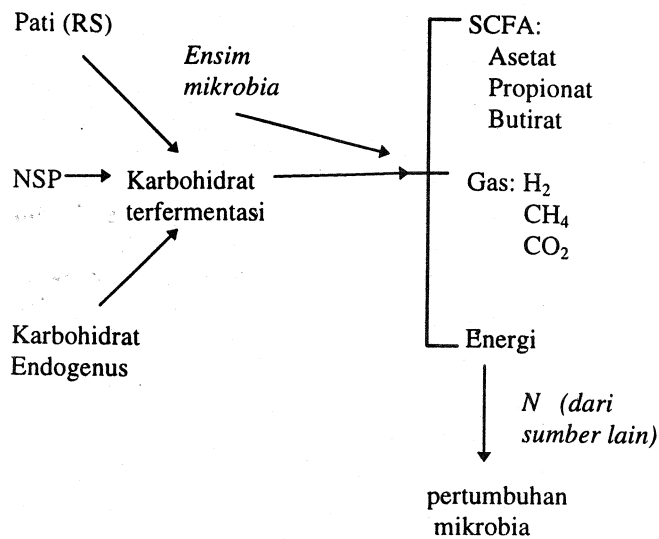 Pati (RS)
Ensim
mikrobia
NSP
Karbohidrat
terfermentasi
Karbohidrat
Endogenus
SCFA:
Asetat
Propionat
Butirat
Gas: H₂
CH₄
CO₂
Energi
N (dari
sumber lain)
pertumbuhan
mikrobia